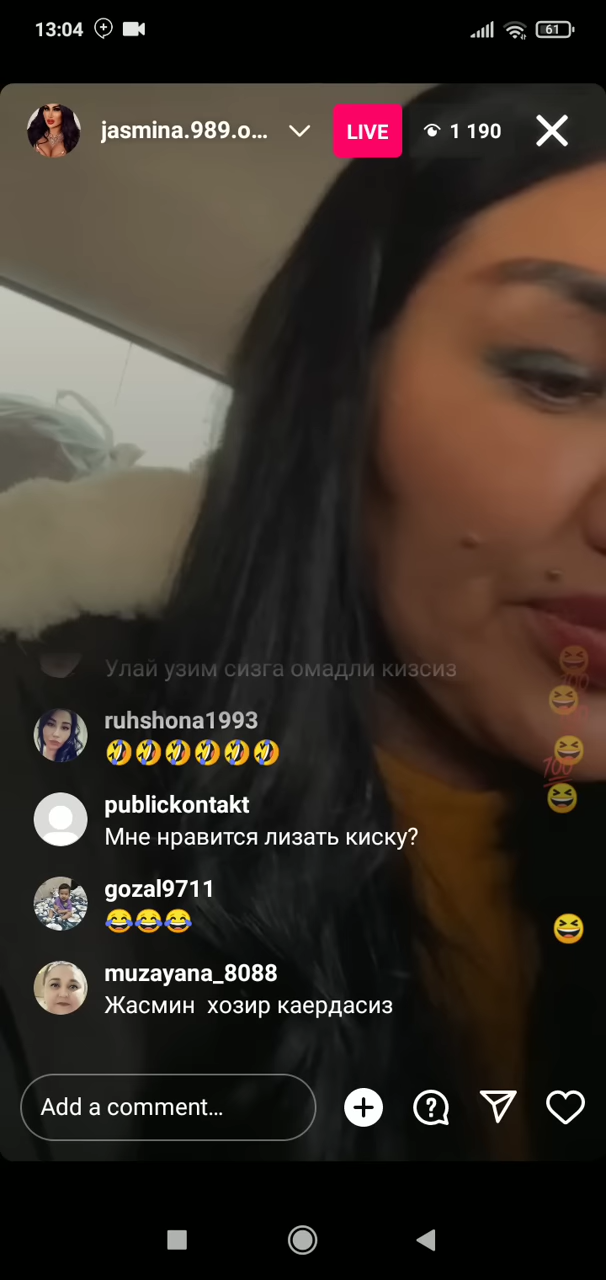 13:04
61
jasmina.989.o...
LIVE
1 190
Улай узим сизга омадли кизсиз
ruhshona1993
🤣🤣🤣🤣🤣🤣
publickontakt
Мне нравится лизать киску?
gozal9711
😂😂😂
muzayana_8088
Жасмин хозир каердасиз
Add a comment...